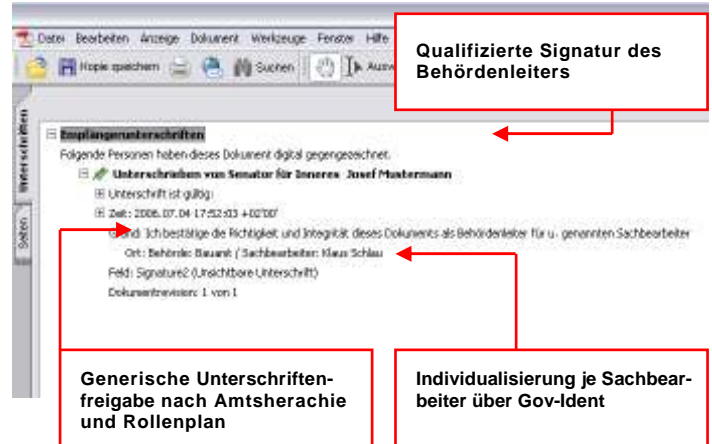 Datei Bearbeiten Anzeige Dokument Werkzeuge Fenster Hilfe
Kopie speichern Suchen Ausw
Qualifizierte Signatur des
Behördenleiters
Unterschriften
Seiten
Empfängerunterschriften
Folgende Personen haben dieses Dokument digital gegengezeichnet.
Unterschrieben von Senator für Inneres Josef Mustermann
Unterschrift ist gültig:
Zeit: 2006.07.04 17:52:03 +02'00'
Grund: Ich bestätige die Richtigkeit und Integrität dieses Dokuments als Behördenleiter für u. genannten Sachbearbeiter
Ort: Behörde: Bauamt / Sachbearbeiter: Klaus Schlau
Feld: Signature2 (Unsichtbare Unterschrift)
Dokumentrevision: 1 von 1
Generische Unterschriften-
freigabe nach Amtsherachie
und Rollenplan
Individualisierung je Sachbear-
beiter über Gov-Ident